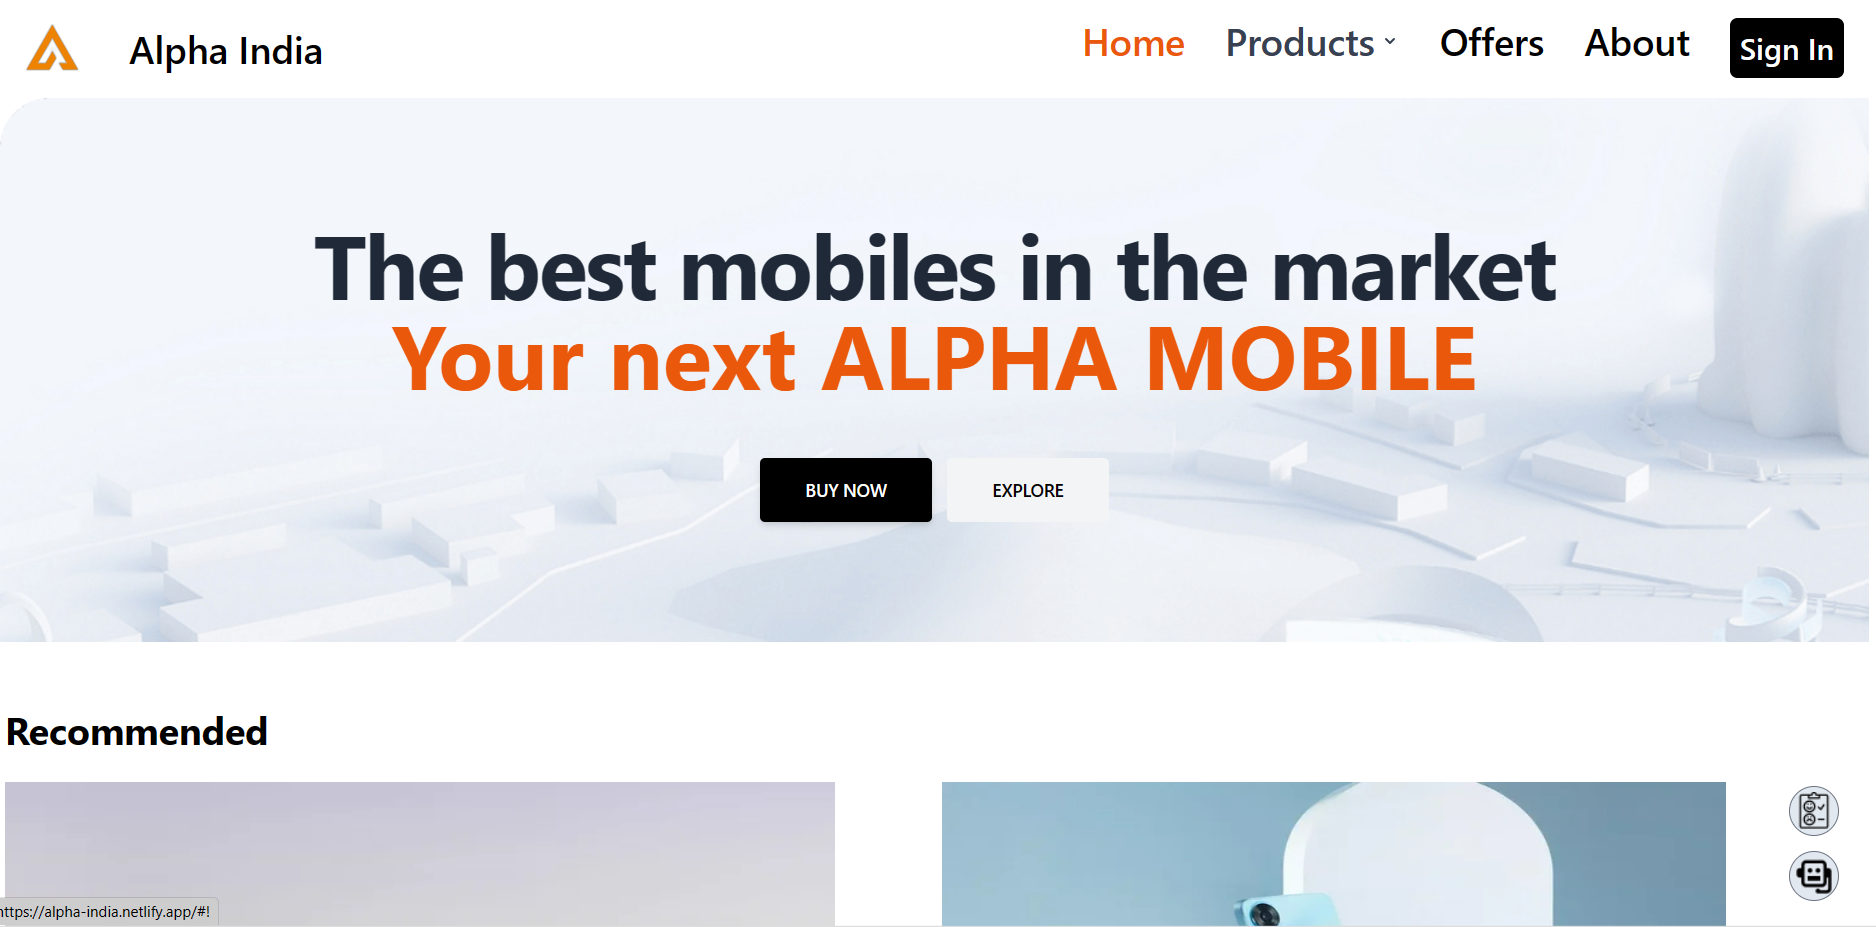 Alpha India
Home
Products
Offers
About
Sign In
The best mobiles in the market
Your next ALPHA MOBILE
BUY NOW
EXPLORE
Recommended
https://alpha-india.netlify.app/#!